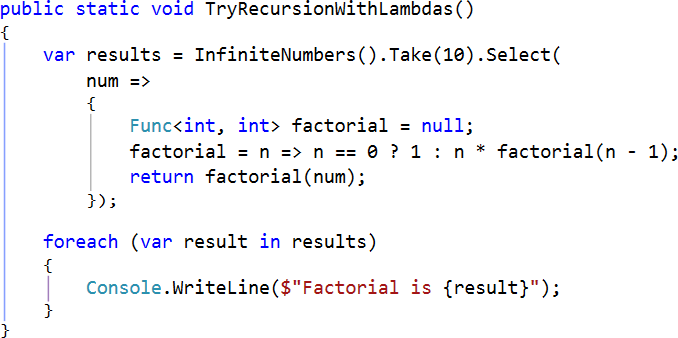 public static void TryRecursionWithLambdas()
{
    var results = InfiniteNumbers().Take(10).Select(
        num =>
        {
            Func<int, int> factorial = null;
            factorial = n => n == 0 ? 1 : n * factorial(n - 1);
            return factorial(num);
        });
    foreach (var result in results)
    {
        Console.WriteLine($"Factorial is {result}");
    }
}